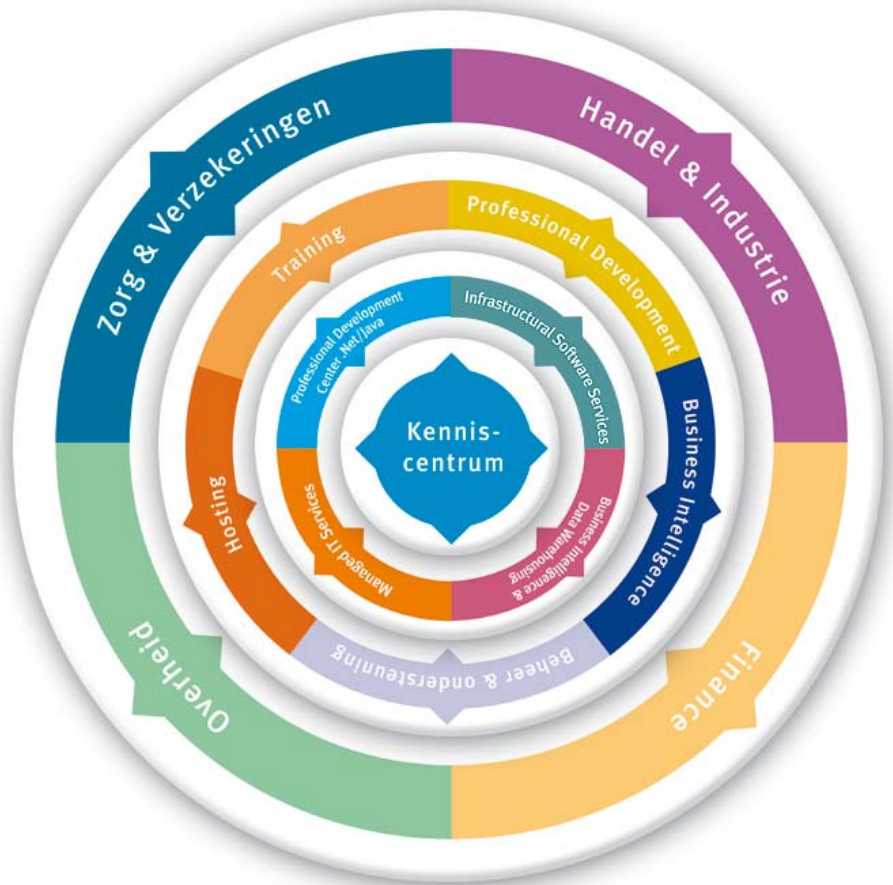 Zorg & Verzekeringen
Handel & Industrie
Finance
Overheid
Training
Professional Development
Business Intelligence
Beheer & ondersteuning
Hosting
Professional Development
Center .Net/Java
Infrastructural Software Services
Business Intelligence &
Data Warehousing
Managed IT Services
Kennis-
centrum